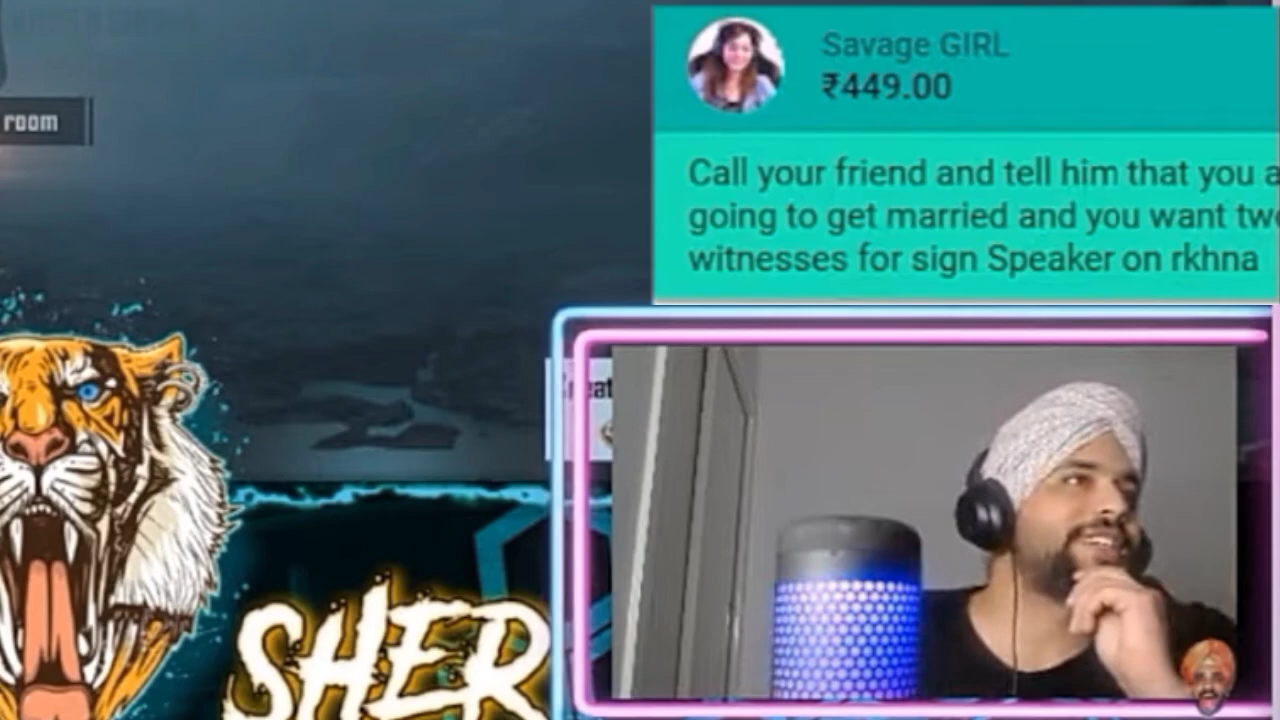 room
Savage GIRL
₹449.00
Call your friend and tell him that you a
going to get married and you want tw
witnesses for sign Speaker on rkhna
SHER